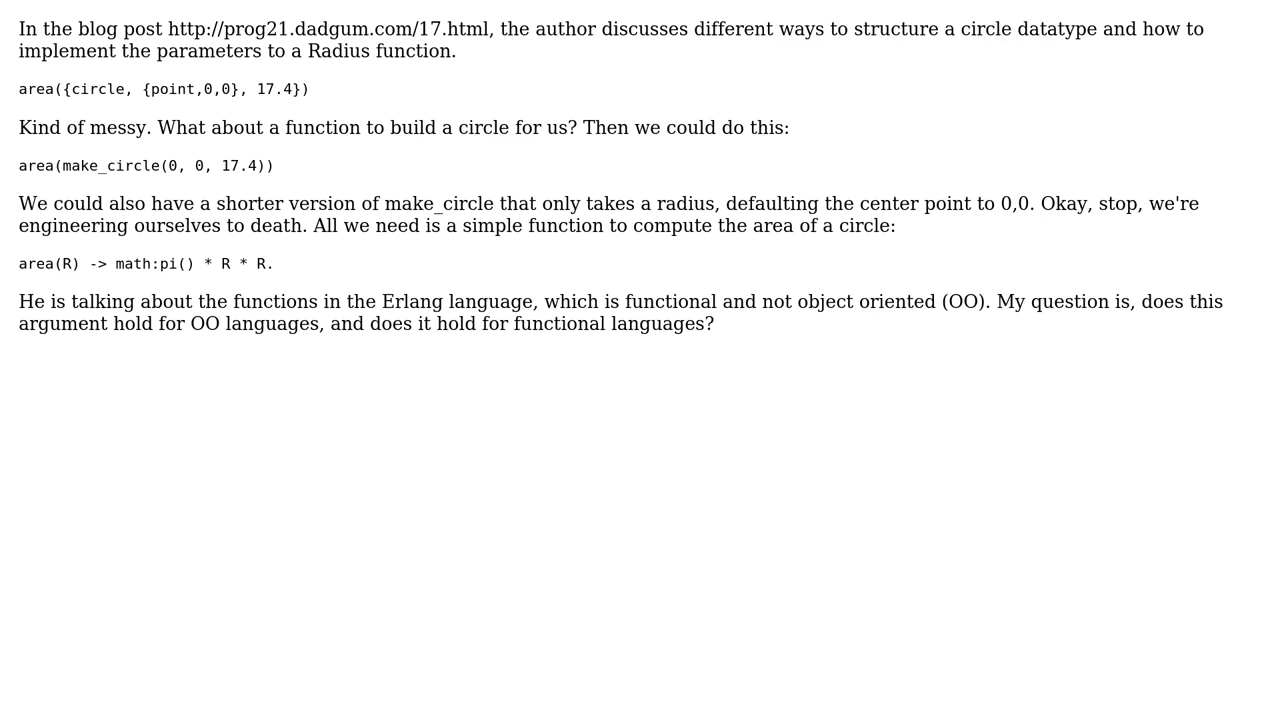 In the blog post http://prog21.dadgum.com/17.html, the author discusses different ways to structure a circle datatype and how to
implement the parameters to a Radius function.
area({circle, {point,0,0}, 17.4})
Kind of messy. What about a function to build a circle for us? Then we could do this:
area(make_circle(0, 0, 17.4))
We could also have a shorter version of make_circle that only takes a radius, defaulting the center point to 0,0. Okay, stop, we're
engineering ourselves to death. All we need is a simple function to compute the area of a circle:
area(R) -> math:pi() * R * R.
He is talking about the functions in the Erlang language, which is functional and not object oriented (OO). My question is, does this
argument hold for OO languages, and does it hold for functional languages?